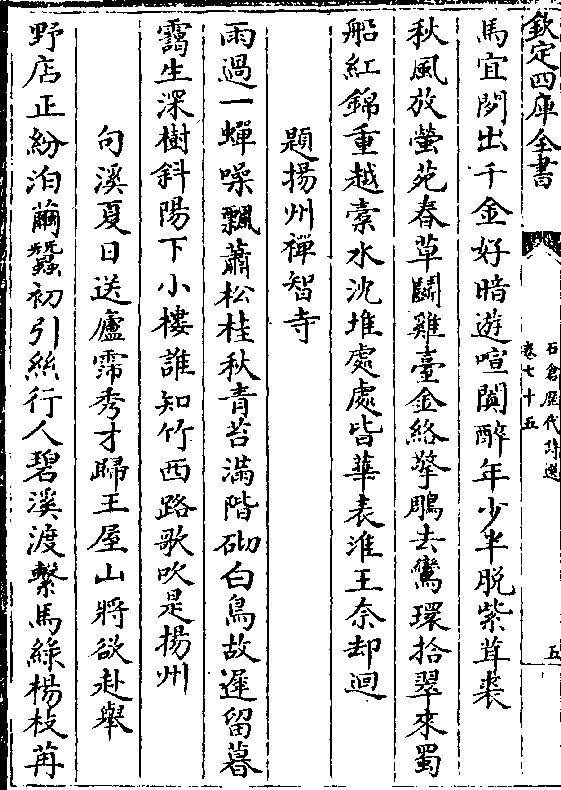 欽定四庫全書
石倉歷代詩選
卷七十五
五
馬宜閒出千金好暗遊喧闐醉年少半脫紫茸裘
秋風放螢苑春草鬭雞臺金絡擎鵰去鸞環拾翠來蜀
船紅錦重越橐水沈堆處處皆華表淮王奈却迴
題揚州禪智寺
雨過一蟬噪飄蕭松桂秋青苔滿階砌白鳥故遲留暮
靄生深樹斜陽下小樓誰知竹西路歌吹是揚州
句溪夏日送廬霈秀才歸王屋山將欲赴舉
野店正紛泊繭蠶初引絲行人碧溪渡繫馬綠楊枝苒